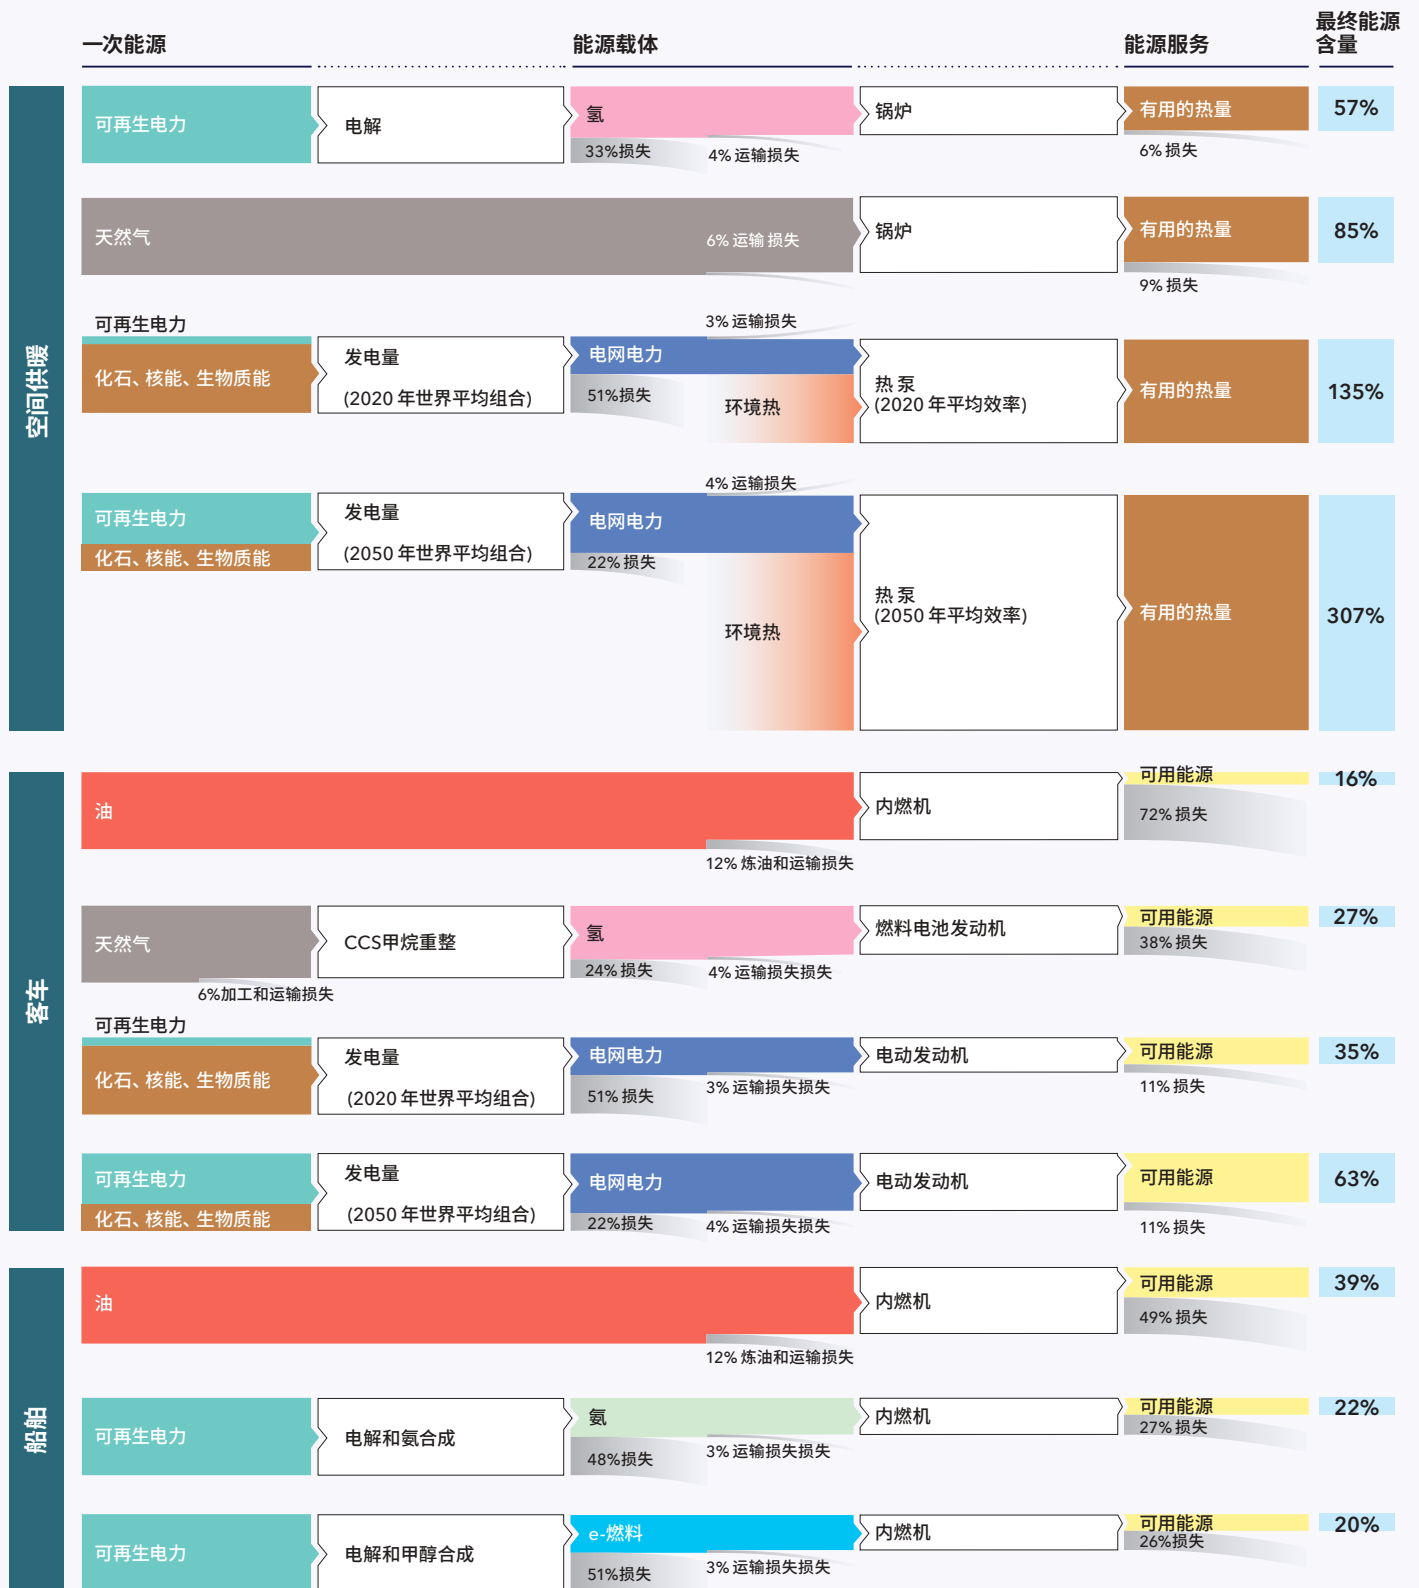 一次能源
能源载体
能源服务
最终能源
含量
空间供暖
可再生电力
电解
氢
33%损失
4% 运输损失
锅炉
有用的热量
6% 损失
57%
天然气
6% 运输 损失
锅炉
有用的热量
9% 损失
85%
可再生电力
化石、核能、生物质能
发电量
(2020 年世界平均组合)
电网电力
51%损失
3% 运输损失
环境热
热 泵
(2020 年平均效率)
有用的热量
135%
可再生电力
化石、核能、生物质能
发电量
(2050 年世界平均组合)
电网电力
22% 损失
4% 运输损失
环境热
热 泵
(2050 年平均效率)
有用的热量
307%
客车
油
12% 炼油和运输损失
内燃机
可用能源
72% 损失
16%
天然气
6%加工和运输损失
CCS甲烷重整
氢
24% 损失
4% 运输损失损失
燃料电池发动机
可用能源
38% 损失
27%
可再生电力
化石、核能、生物质能
发电量
(2020 年世界平均组合)
电网电力
51% 损失
3% 运输损失损失
电动发动机
可用能源
11% 损失
35%
可再生电力
化石、核能、生物质能
发电量
(2050 年世界平均组合)
电网电力
22%损失
4% 运输损失损失
电动发动机
可用能源
11% 损失
63%
船舶
油
12% 炼油和运输损失
内燃机
可用能源
49% 损失
39%
可再生电力
电解和氨合成
氨
48%损失
3% 运输损失损失
内燃机
可用能源
27% 损失
22%
可再生电力
电解和甲醇合成
e-燃料
51%损失
3% 运输损失损失
内燃机
可用能源
26%损失
20%